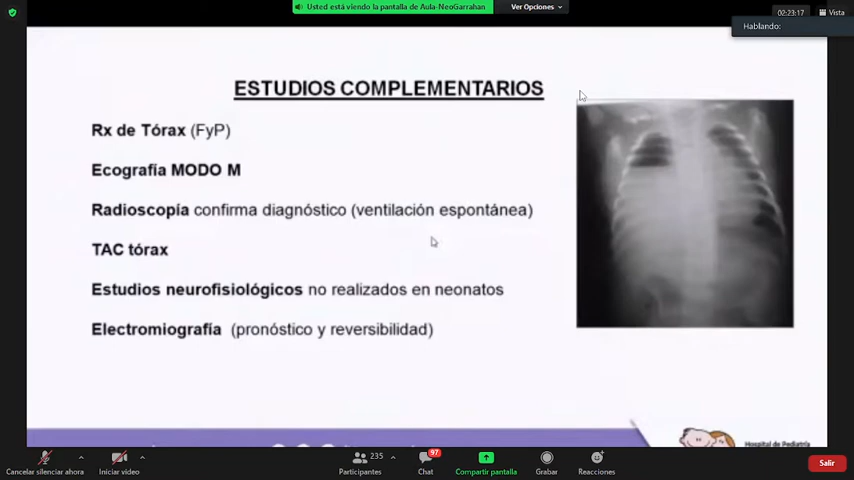 Usted está viendo la pantalla de Aula-NeoGarrahan
Ver Opciones
02:23:17
Vista
Hablando:
ESTUDIOS COMPLEMENTARIOS
Rx de Tórax (FyP)
Ecografía MODO M
Radioscopía confirma diagnóstico (ventilación espontánea)
TAC tórax
Estudios neurofisiológicos no realizados en neonatos
Electromiografía (pronóstico y reversibilidad)
Hospital de Pediatría
235
97
Cancelar silenciar ahora
Iniciar video
Participantes
Chat
Compartir pantalla
Grabar
Reacciones
Salir